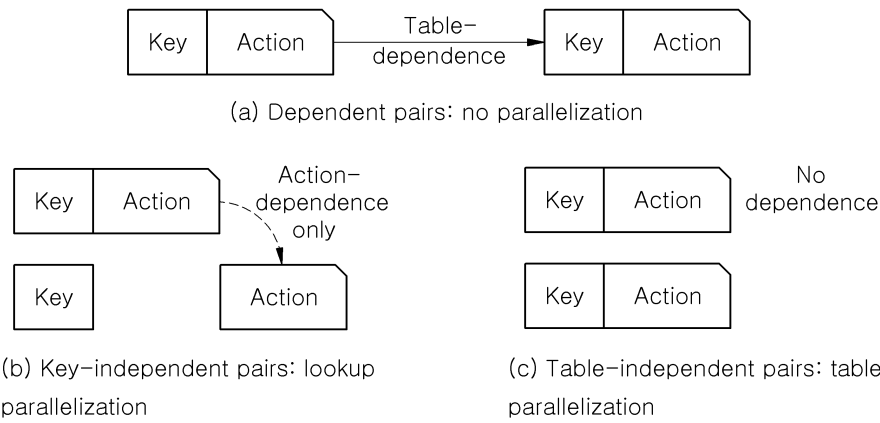 Key Action Table-
dependence Key Action
(a) Dependent pairs: no parallelization
Key Action
Action-
dependence
only
Key Action
(b) Key-independent pairs: lookup
parallelization
Key Action
No
dependence
Key Action
(c) Table-independent pairs: table
parallelization